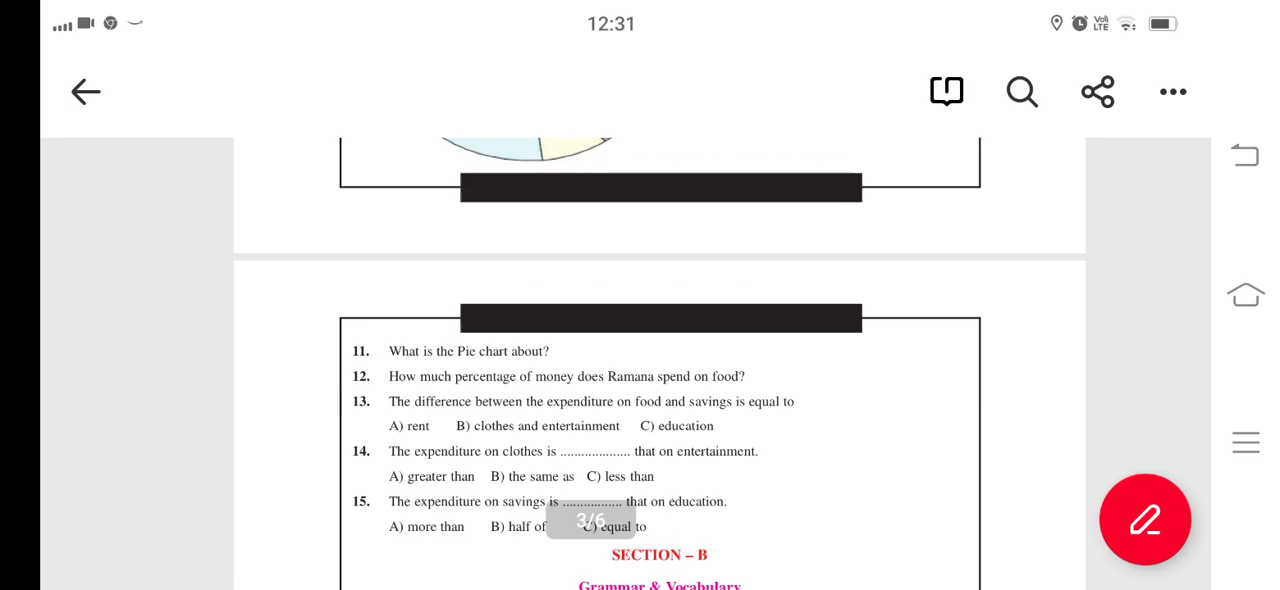 12:31
Vol) LTE
11. What is the Pie chart about?
12. How much percentage of money does Ramana spend on food?
13. The difference between the expenditure on food and savings is equal to
A) rent B) clothes and entertainment C) education
14. The expenditure on clothes is .................... that on entertainment.
A) greater than B) the same as C) less than
15. The expenditure on savings is ................. that on education.
A) more than B) half of C) equal to
3/6
SECTION – B
Grammar & Vocabulary